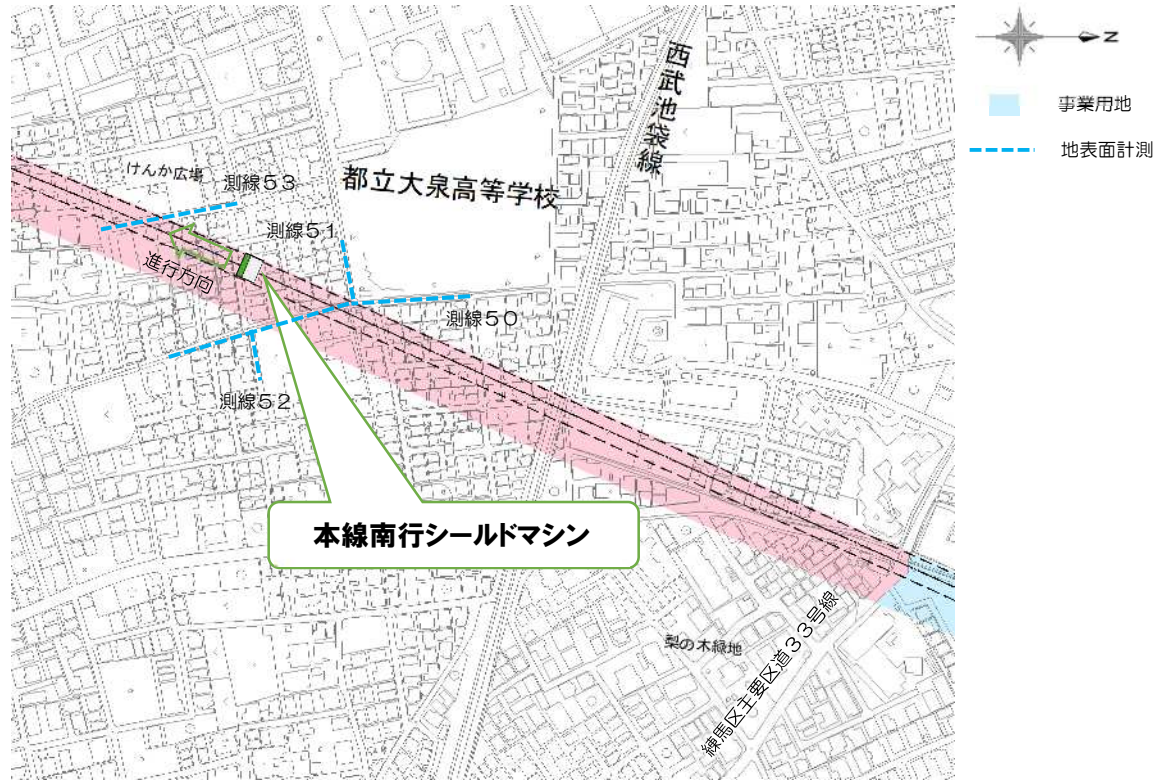 西武池袋線
けんか広場
測線53
都立大泉高等学校
測線51
進行方向
測線50
測線52
本線南行シールドマシン
梨の木緑地
練馬区主要区道33号線
N
事業用地
地表面計測